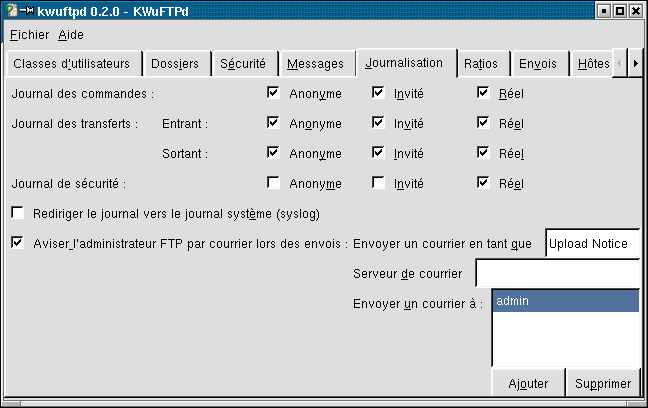 kwuftpd 0.2.0 - KWuFTPd
Fichier Aide
Classes d'utilisateurs Dossiers Sécurité Messages Journalisation Ratios Envois Hôtes
Journal des commandes : Anonyme Invité Réel
Journal des transferts : Entrant : Anonyme Invité Réel
Sortant : Anonyme Invité Réel
Journal de sécurité : Anonyme Invité Réel
Rediriger le journal vers le journal système (syslog)
Aviser l'administrateur FTP par courrier lors des envois : Envoyer un courrier en tant que Upload Notice
Serveur de courrier
Envoyer un courrier à : admin
Ajouter Supprimer